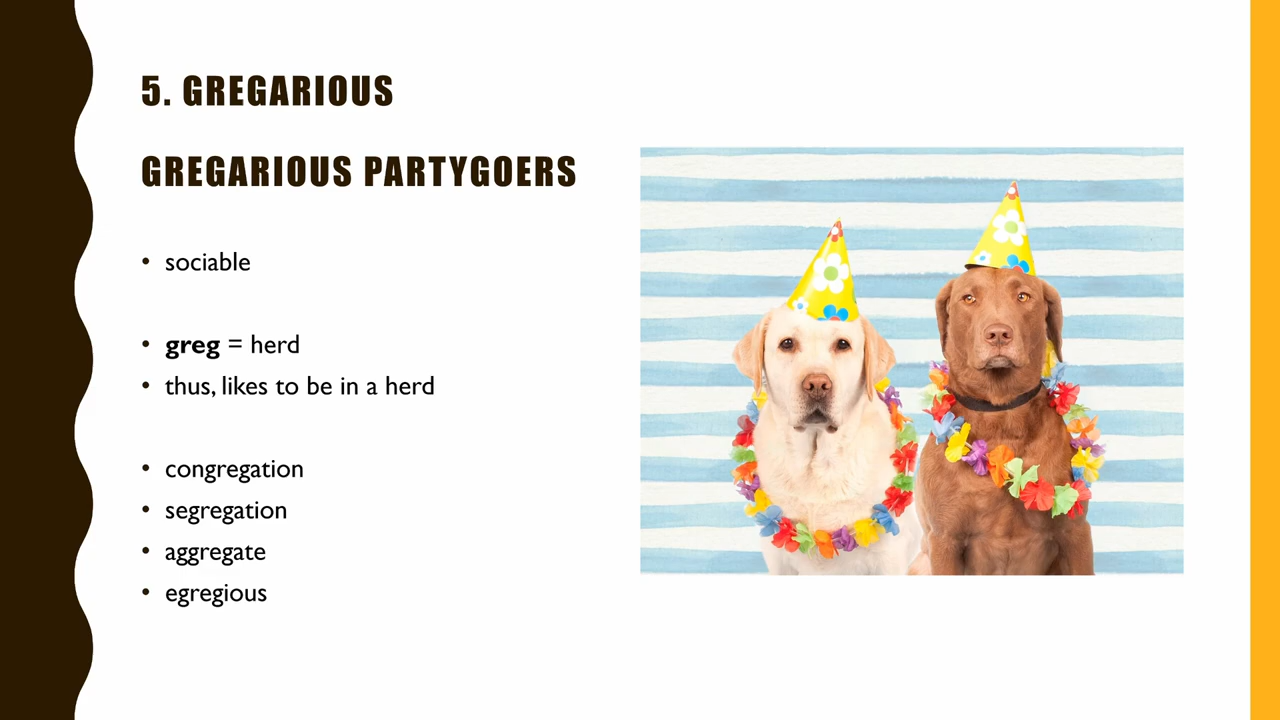 5. GREGARIOUS
GREGARIOUS PARTYGOERS
• sociable
• greg = herd
• thus, likes to be in a herd
• congregation
• segregation
• aggregate
• egregious